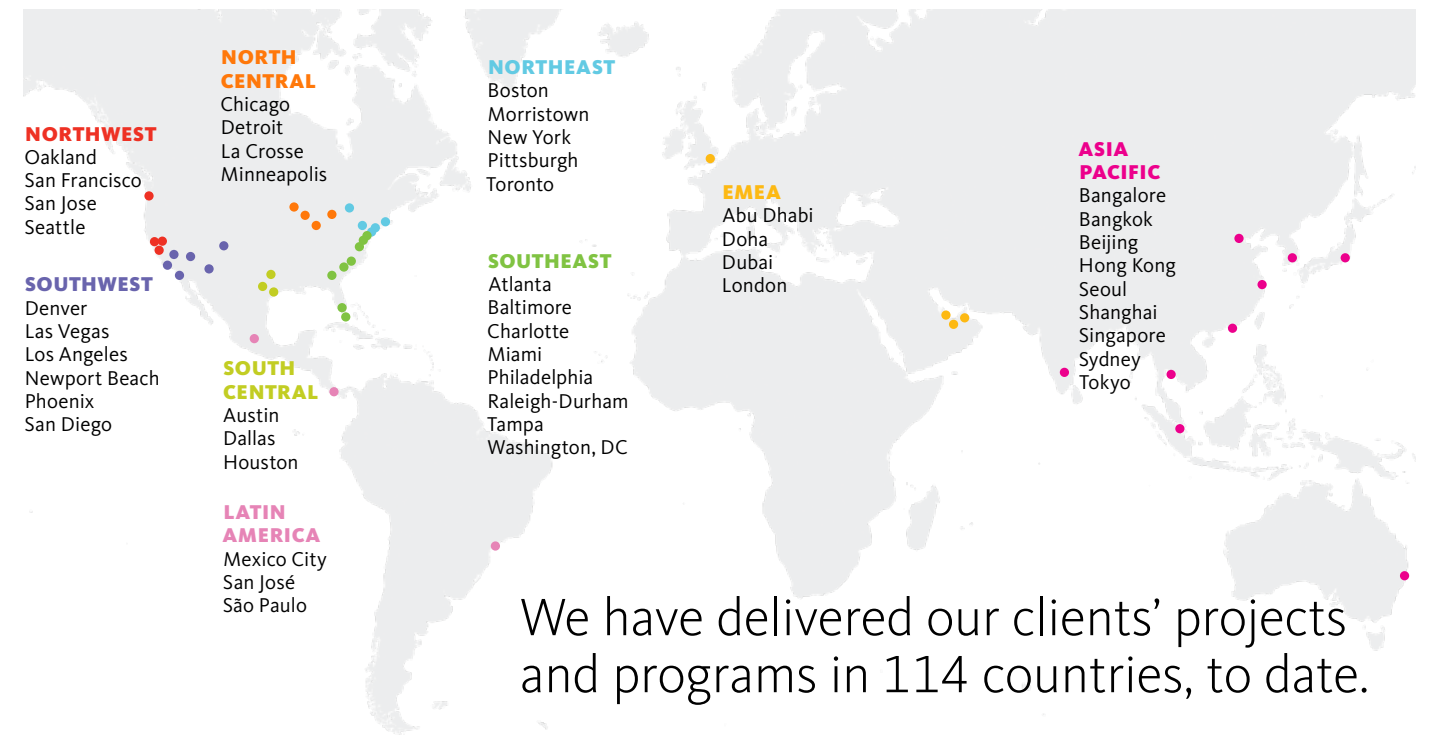 NORTHWEST
Oakland
San Francisco
San Jose
Seattle
SOUTHWEST
Denver
Las Vegas
Los Angeles
Newport Beach
Phoenix
San Diego
NORTH
CENTRAL
Chicago
Detroit
La Crosse
Minneapolis
SOUTH
CENTRAL
Austin
Dallas
Houston
LATIN
AMERICA
Mexico City
San José
São Paulo
NORTHEAST
Boston
Morristown
New York
Pittsburgh
Toronto
SOUTHEAST
Atlanta
Baltimore
Charlotte
Miami
Philadelphia
Raleigh-Durham
Tampa
Washington, DC
EMEA
Abu Dhabi
Doha
Dubai
London
ASIA
PACIFIC
Bangalore
Bangkok
Beijing
Hong Kong
Seoul
Shanghai
Singapore
Sydney
Tokyo
We have delivered our clients’ projects
and programs in 114 countries, to date.